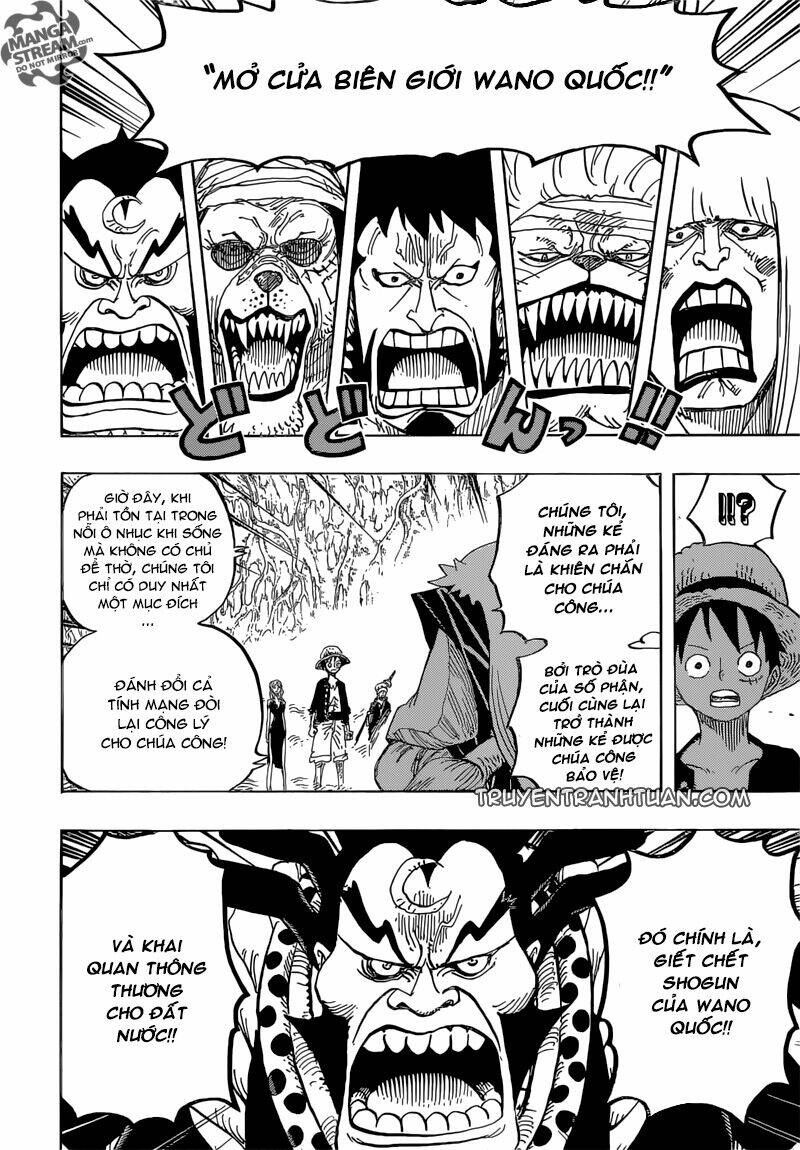 MANGA
STREAM.com
DO NOT MIRROR
"MỞ CỬA BIÊN GIỚI WANO QUỐC!!"
どどんっ!!
!!?
CHÚNG TÔI,
NHỮNG KẺ
ĐÁNG RA PHẢI
LÀ KHIÊN CHẮN
CHO CHÚA
CÔNG...
BỞI TRÒ ĐÙA
CỦA SỐ PHẬN,
CUỐI CÙNG LẠI
TRỞ THÀNH
NHỮNG KẺ ĐƯỢC
CHÚA CÔNG
BẢO VỆ!
GIỜ ĐÂY, KHI
PHẢI TỒN TẠI TRONG
NỖI Ô NHỤC KHI SỐNG
MÀ KHÔNG CÓ CHỦ
ĐỂ THỜ, CHÚNG TÔI
CHỈ CÓ DUY NHẤT
MỘT MỤC ĐÍCH
...
ĐÁNH ĐỔI CẢ
TÍNH MẠNG ĐÒI
LẠI CÔNG LÝ
CHO CHÚA CÔNG!
TRUYENTRANHTUAN.COM
ĐÓ CHÍNH LÀ,
GIẾT CHẾT
SHOGUN
CỦA WANO
QUỐC!!
VÀ KHAI
QUAN THÔNG
THƯƠNG
CHO ĐẤT
NƯỚC!!